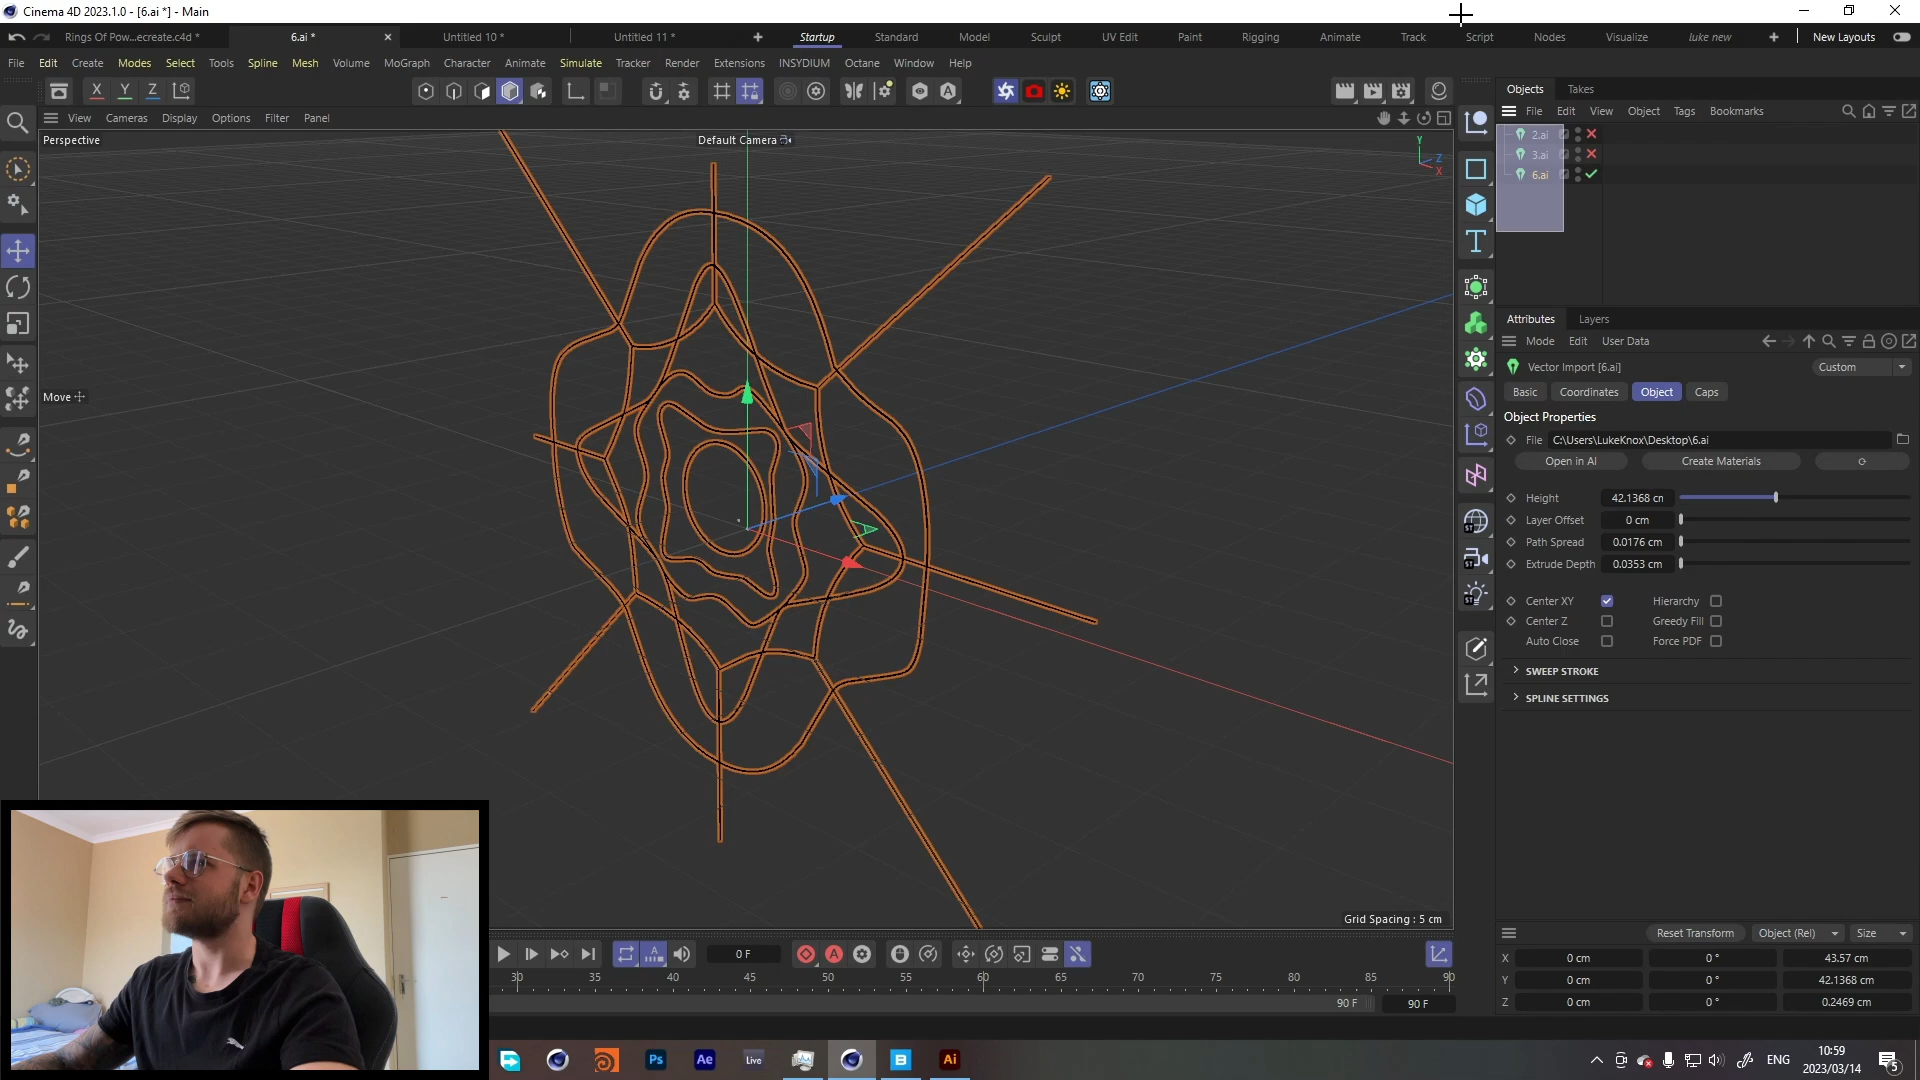 Cinema 4D 2023.1.0 - [6.ai *] - Main
Rings Of Pow...ecreate.c4d *
6.ai *
Untitled 10 *
Untitled 11 *
Startup
Standard
Model
Sculpt
UV Edit
Paint
Rigging
Animate
Track
Script
Nodes
Visualize
luke new
New Layouts
File Edit Create Modes Select Tools Spline Mesh Volume MoGraph Character Animate Simulate Tracker Render Extensions INSYDIUM Octane Window Help
X Y Z
View Cameras Display Options Filter Panel
Perspective
Default Camera
Y
Z
X
Move
Grid Spacing : 5 cm
Objects Takes
File Edit View Object Tags Bookmarks
2.ai
3.ai
6.ai
Attributes Layers
Mode Edit User Data
Vector Import [6.ai]
Custom
Basic Coordinates Object Caps
Object Properties
File C:\Users\LukeKnox\Desktop\6.ai
Open in AI Create Materials
Height 42.1368 cm
Layer Offset 0 cm
Path Spread 0.0176 cm
Extrude Depth 0.0353 cm
Center XY Hierarchy
Center Z Greedy Fill
Auto Close Force PDF
SWEEP STROKE
SPLINE SETTINGS
Reset Transform Object (Rel) Size
X 0 cm 0 ° 43.57 cm
Y 0 cm 0 ° 42.1368 cm
Z 0 cm 0 ° 0.2469 cm
0 F
30 35 40 45 50 55 60 65 70 75 80 85 90
90 F 90 F
Ps Ae Live Ai
ENG
10:59
2023/03/14
5